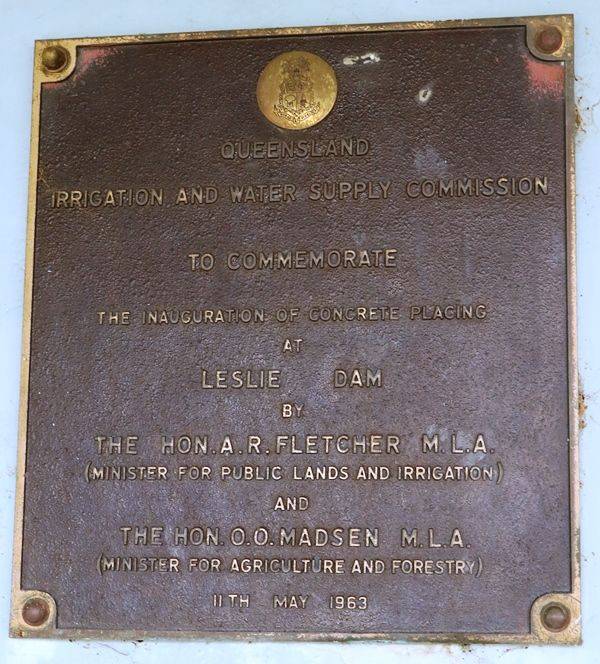 QUEENSLAND
IRRIGATION AND WATER SUPPLY COMMISSION
TO COMMEMORATE
THE INAUGURATION OF CONCRETE PLACING
AT
LESLIE DAM
BY
THE HON. A. R. FLETCHER M.L.A.
(MINISTER FOR PUBLIC LANDS AND IRRIGATION)
AND
THE HON. O.O. MADSEN M.L.A.
(MINISTER FOR AGRICULTURE AND FORESTRY)
11TH MAY 1963